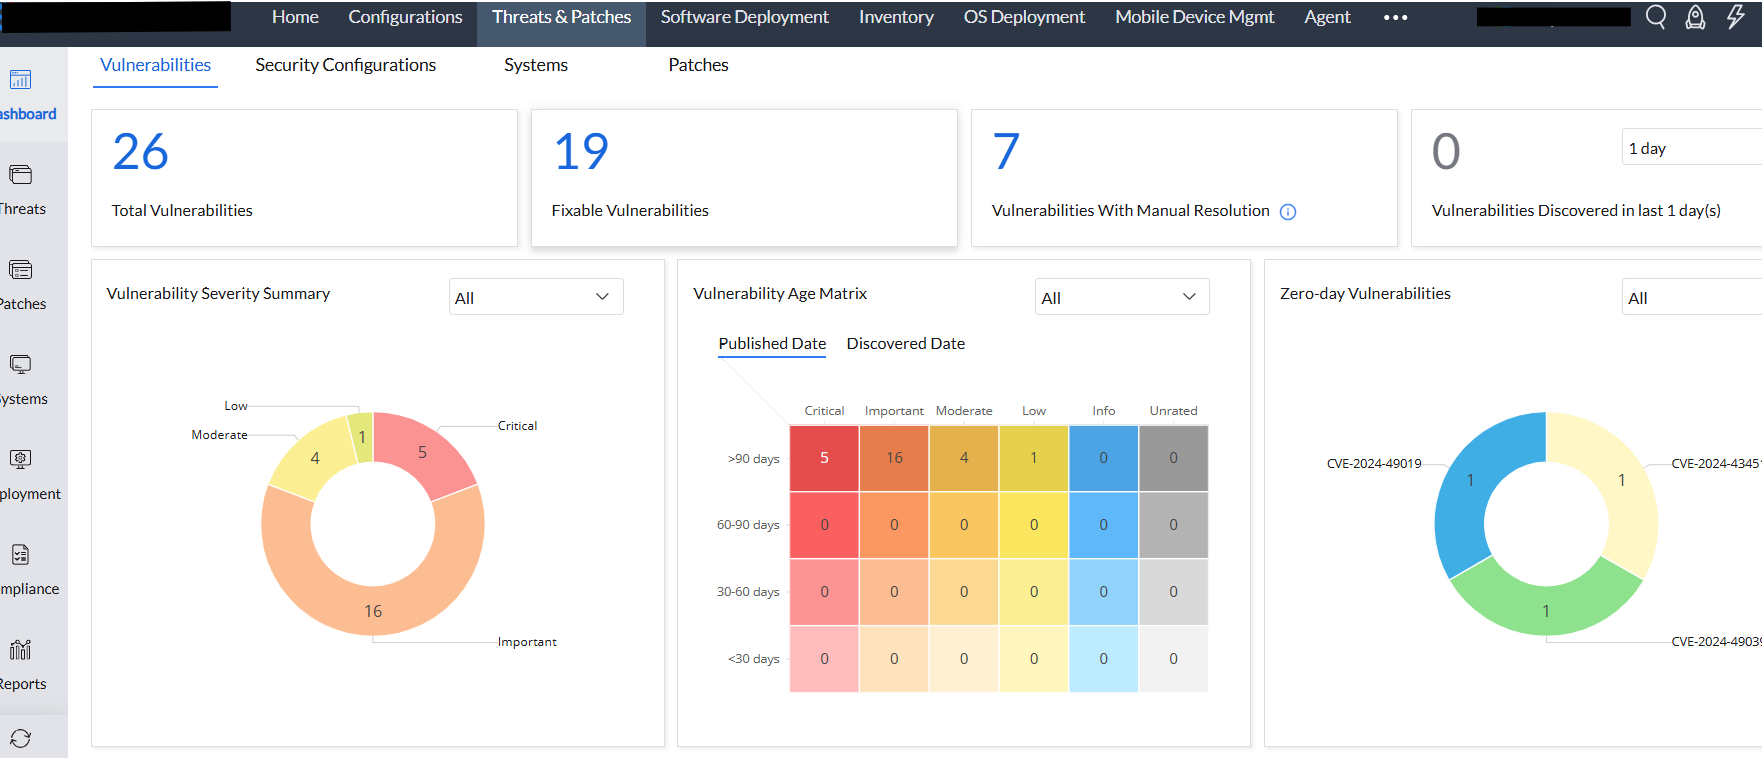 Home Configurations Threats & Patches Software Deployment Inventory OS Deployment Mobile Device Mgmt Agent •••
Vulnerabilities Security Configurations Systems Patches
ashboard
Threats
Patches
ystems
ployment
mpliance
Reports
26
Total Vulnerabilities
19
Fixable Vulnerabilities
7
Vulnerabilities With Manual Resolution
0
1 day
Vulnerabilities Discovered in last 1 day(s)
Vulnerability Severity Summary
All
Low
Moderate
Critical
1
4
5
16
Important
Vulnerability Age Matrix
All
Published Date Discovered Date
Critical Important Moderate Low Info Unrated
>90 days 5 16 4 1 0 0
60-90 days 0 0 0 0 0 0
30-60 days 0 0 0 0 0 0
<30 days 0 0 0 0 0 0
Zero-day Vulnerabilities
All
CVE-2024-49019
CVE-2024-43451
1
1
1
CVE-2024-49039